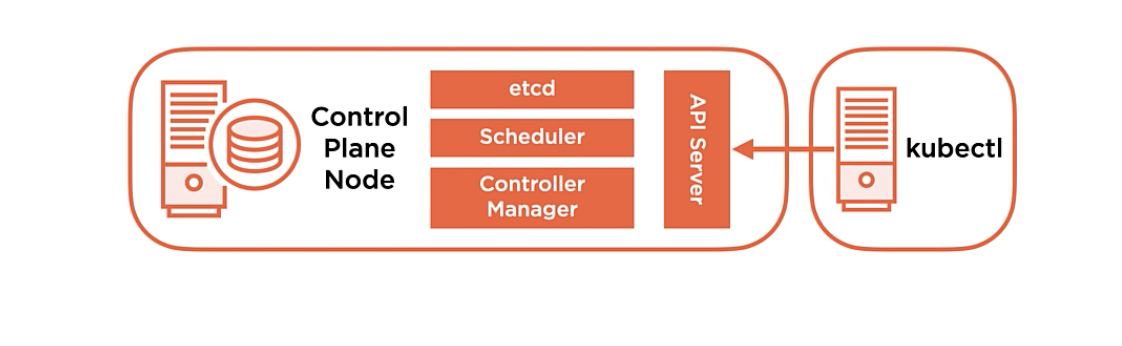 Control
Plane
Node
etcd
Scheduler
Controller
Manager
API Server
kubectl